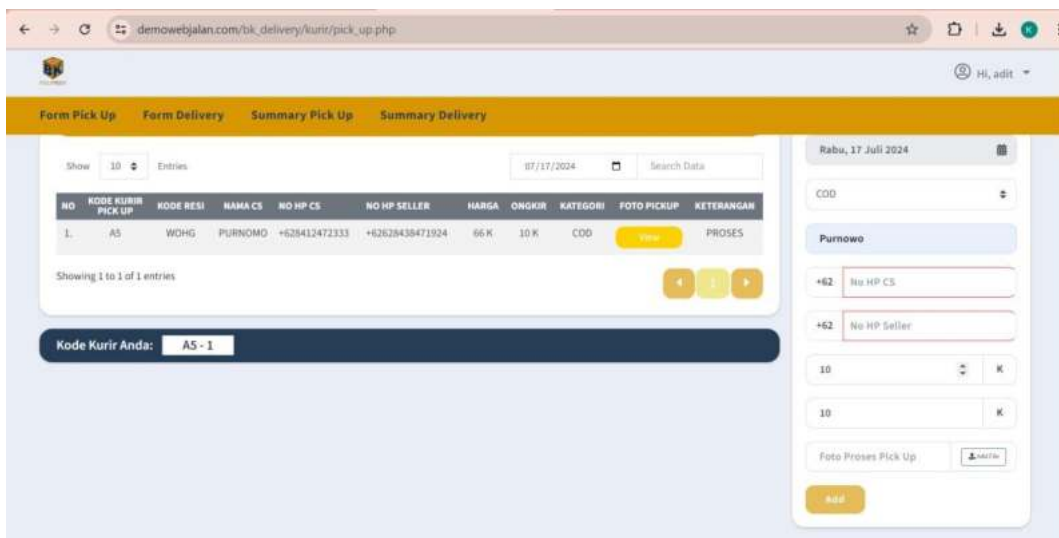 demowebjalan.com/bk_delivery/kurir/pick_up.php
K
BK
Hi, adit
Form Pick Up Form Delivery Summary Pick Up Summary Delivery
Show 10 Entries
07/17/2024 Search Data
NO KODE KURIR PICK UP KODE RESI NAMA CS NO HP CS NO HP SELLER HARGA ONGKIR KATEGORI FOTO PICKUP KETERANGAN
1. A5 WOHG PURNOMO +628412472333 +62628438471924 66 K 10 K COD View PROSES
Showing 1 to 1 of 1 entries
1
Kode Kurir Anda: A5 - 1
Rabu, 17 Juli 2024
COD
Purnowo
+62 No HP CS
+62 No HP Seller
10 K
10 K
Foto Proses Pick Up Add File
Add